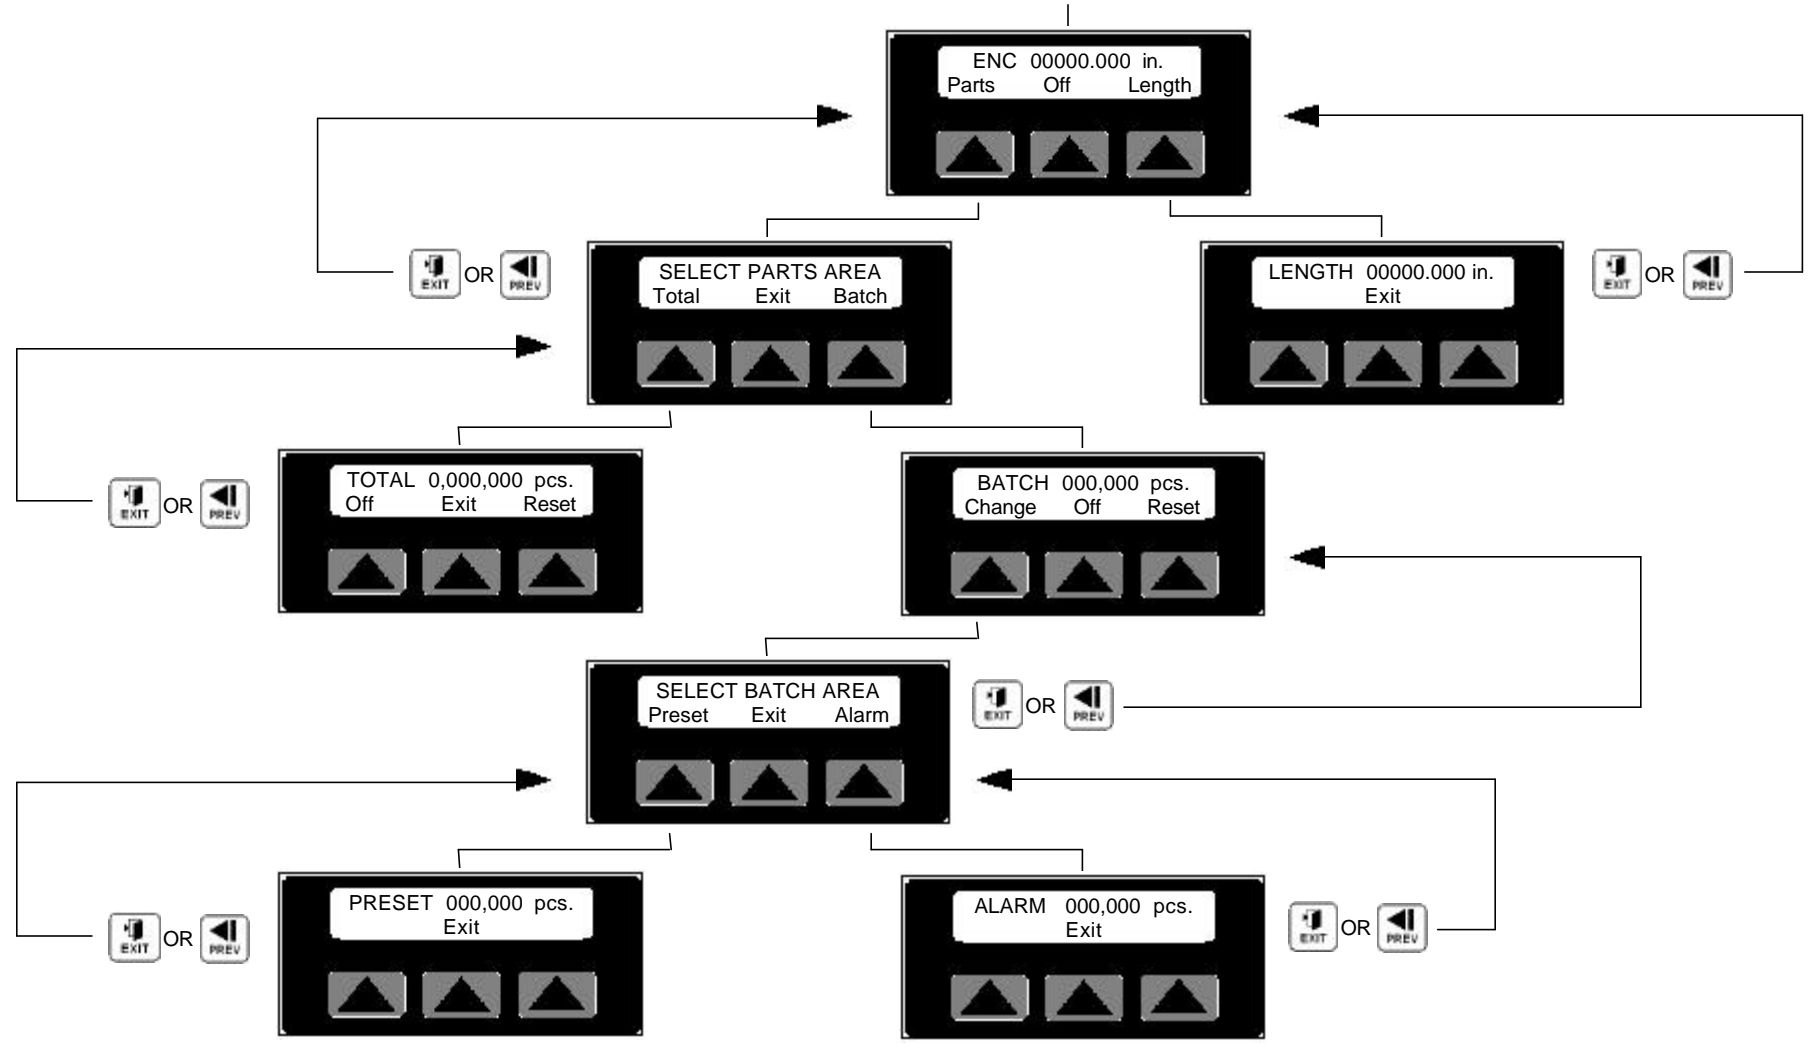 ENC 00000.000 in.
Parts Off Length
EXIT OR PREV
SELECT PARTS AREA
Total Exit Batch
LENGTH 00000.000 in.
Exit
EXIT OR PREV
EXIT OR PREV
TOTAL 0,000,000 pcs.
Off Exit Reset
BATCH 000,000 pcs.
Change Off Reset
SELECT BATCH AREA
Preset Exit Alarm
EXIT OR PREV
EXIT OR PREV
PRESET 000,000 pcs.
Exit
ALARM 000,000 pcs.
Exit
EXIT OR PREV